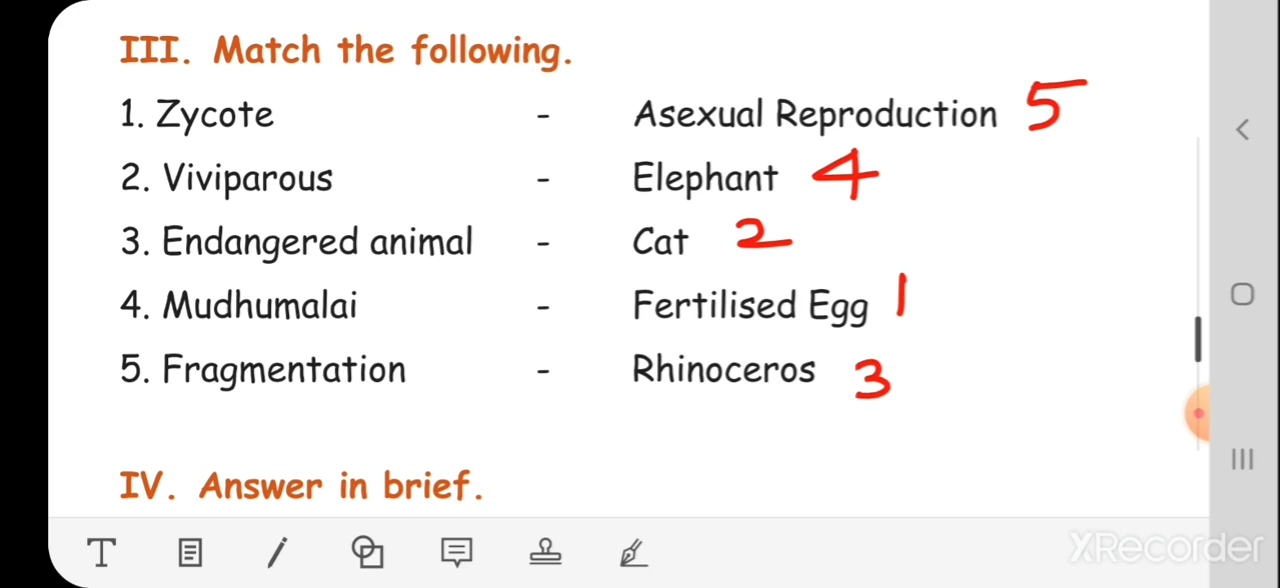 III. Match the following.
1. Zycote - Asexual Reproduction 5
2. Viviparous - Elephant 4
3. Endangered animal - Cat 2
4. Mudhumalai - Fertilised Egg 1
5. Fragmentation - Rhinoceros 3
IV. Answer in brief.
XRecorder